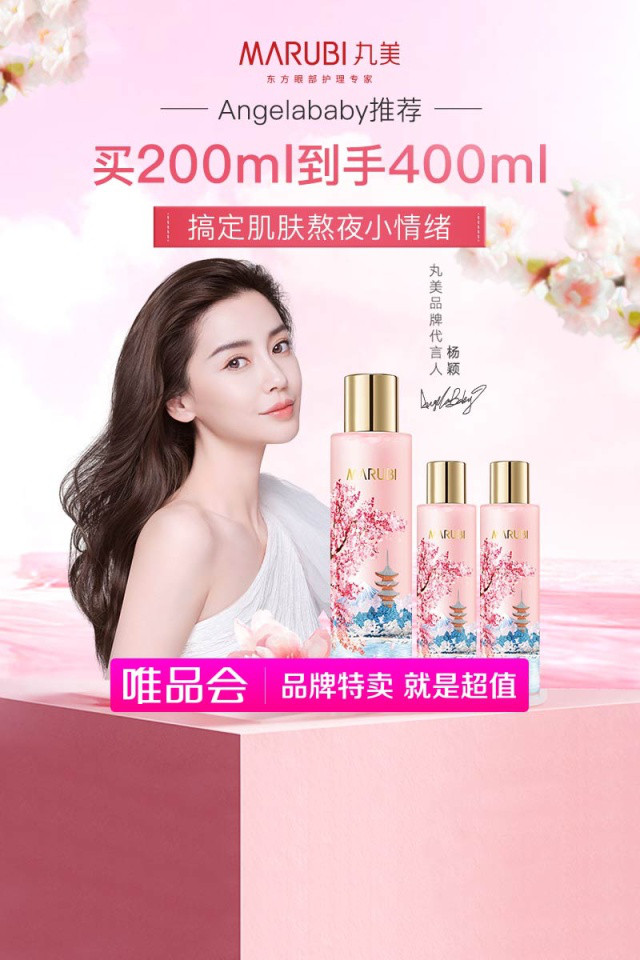 MARUBI 丸美
东方眼部护理专家
Angelababy推荐
买200ml到手400ml
搞定肌肤熬夜小情绪
丸美品牌代言人
杨颖
AngelaBaby
MARUBI
MARUBI
MARUBI
唯品会 品牌特卖 就是超值